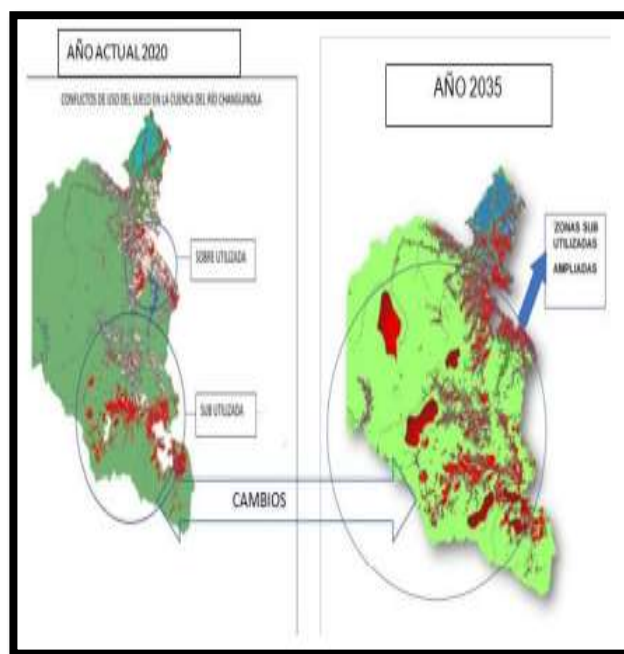 AÑO ACTUAL 2020
CONFLICTOS DE USO DEL SUELO EN LA CUENCA DEL RÍO CHANGUINOLA
SOBRE UTILIZADA
SUB UTILIZADA
CAMBIOS
AÑO 2035
ZONAS SUB
UTILIZADAS
AMPLIADAS